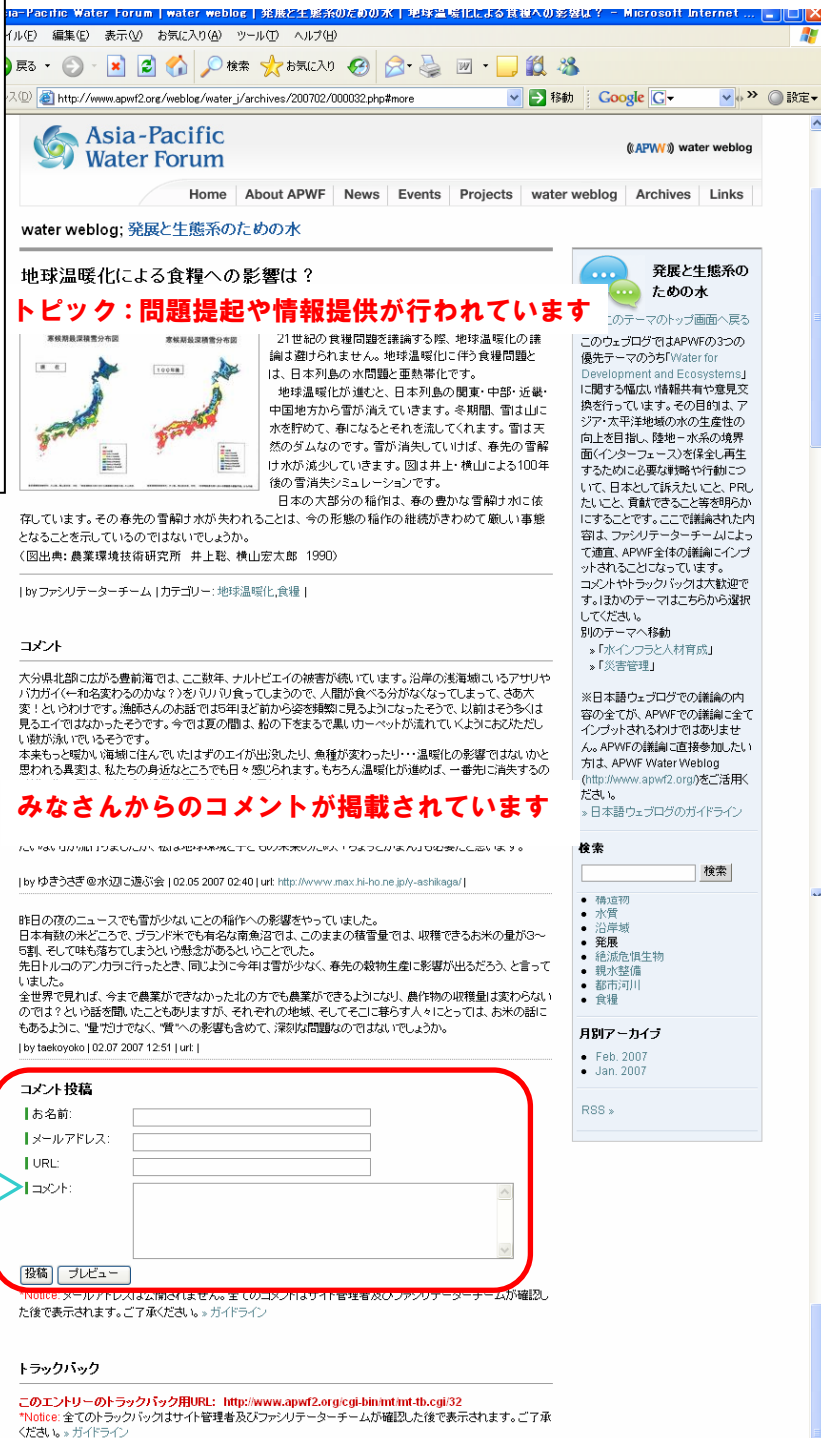 sia-Pacific Water Forum | water weblog | 発展と生態系のための水 | 地球温暖化による食糧への影響は? - Microsoft Internet ...
イル(F) 編集(E) 表示(V) お気に入り(A) ツール(T) ヘルプ(H)
戻る 検索 お気に入り
ス(D) http://www.apwf2.org/weblog/water_j/archives/200702/000032.php#more 移動 Google 設定
Asia-Pacific
Water Forum
((APWW)) water weblog
Home About APWF News Events Projects water weblog Archives Links
water weblog; 発展と生態系のための水
地球温暖化による食糧への影響は?
トピック:問題提起や情報提供が行われています
寒候期最深積雪分布図 寒候期最深積雪分布図
現 在 100年後
21世紀の食糧問題を議論する際、地球温暖化の議
論は避けられません。地球温暖化に伴う食糧問題と
は、日本列島の水問題と亜熱帯化です。
地球温暖化が進むと、日本列島の関東・中部・近畿・
中国地方から雪が消えていきます。冬期間、雪は山に
水を貯めて、春になるとそれを流してくれます。雪は天
然のダムなのです。雪が消失していけば、春先の雪解
け水が減少していきます。図は井上・横山による100年
後の雪消失シミュレーションです。
日本の大部分の稲作は、春の豊かな雪解け水に依
存しています。その春先の雪解け水が失われることは、今の形態の稲作の継続がきわめて厳しい事態
となることを示しているのではないでしょうか。
(図出典:農業環境技術研究所 井上聡、横山宏太郎 1990)
| by ファシリテーターチーム | カテゴリー: 地球温暖化,食糧 |
コメント
大分県北部に広がる豊前海では、ここ数年、ナルトビエイの被害が続いています。沿岸の浅海域にいるアサリや
バカガイ(←和名変わるのかな?)をバリバリ食ってしまうので、人間が食べる分がなくなってしまって、さあ大
変!というわけです。漁師さんのお話では5年ほど前から姿を頻繁に見るようになったそうで、以前はそう多くは
見るエイではなかったそうです。今では夏の間は、船の下をまるで黒いカーペットが流れていくようにおびただし
い数が泳いでいるそうです。
本来もっと暖かい海域に住んでいたはずのエイが出没したり、魚種が変わったり・・・温暖化の影響ではないかと
思われる異変は、私たちの身近なところでも日々感じられます。もちろん温暖化が進めば、一番先に消失するの
みなさんからのコメントが掲載されています
| by ゆきうさぎ@水辺に遊ぶ会 | 02.05 2007 02:40 | url: http://www.max.hi-ho.ne.jp/y-ashikaga/ |
昨日の夜のニュースでも雪が少ないことの稲作への影響をやっていました。
日本有数の米どころで、ブランド米でも有名な南魚沼では、このままの積雪量では、収穫できるお米の量が3~
5割、そして味も落ちてしまうという懸念があるということでした。
先日トルコのアンカラに行ったとき、同じように今年は雪が少なく、春先の穀物生産に影響が出るだろう、と言って
いました。
全世界で見れば、今まで農業ができなかった北の方でも農業ができるようになり、農作物の収穫量は変わらない
のでは?という話を聞いたこともありますが、それぞれの地域、そしてそこに暮らす人々にとっては、お米の話に
もあるように、"量"だけでなく、"質"への影響も含めて、深刻な問題なのではないでしょうか。
| by taekoyoko | 02.07 2007 12:51 | url: |
コメント投稿
お名前:
メールアドレス:
URL:
コメント:
投稿 プレビュー
*Notice: メールアドレスは公開されません。全てのコメントはサイト管理者及びファシリテーターチームが確認し
た後で表示されます。ご了承ください。» ガイドライン
トラックバック
このエントリーのトラックバック用URL: http://www.apwf2.org/cgi-bin/mt/mt-tb.cgi/32
*Notice: 全てのトラックバックはサイト管理者及びファシリテーターチームが確認した後で表示されます。ご了承
ください。» ガイドライン
発展と生態系の
ための水
このテーマのトップ画面へ戻る
このウェブログではAPWFの3つの
優先テーマのうち「Water for
Development and Ecosystems」
に関する幅広い情報共有や意見交
換を行っています。その目的は、ア
ジア・太平洋地域の水の生産性の
向上を目指し、陸地-水系の境界
面(インターフェース)を保全し再生
するために必要な戦略や行動につ
いて、日本として訴えたいこと、PRし
たいこと、貢献できること等を明らか
にすることです。ここで議論された内
容は、ファシリテーターチームによっ
て適宜、APWF全体の議論にインプ
ットされることになっています。
コメントやトラックバックは大歓迎で
す。ほかのテーマはこちらから選択
してください。
別のテーマへ移動
»「水インフラと人材育成」
»「災害管理」
※日本語ウェブログでの議論の内
容の全てが、APWFでの議論に全て
インプットされるわけではありませ
ん。APWFの議論に直接参加したい
方は、APWF Water Weblog
(http://www.apwf2.org/)をご活用く
ださい。
» 日本語ウェブログのガイドライン
検索
検索
構造物
水質
沿岸域
発展
絶滅危惧生物
親水整備
都市河川
食糧
月別アーカイブ
Feb. 2007
Jan. 2007
RSS »